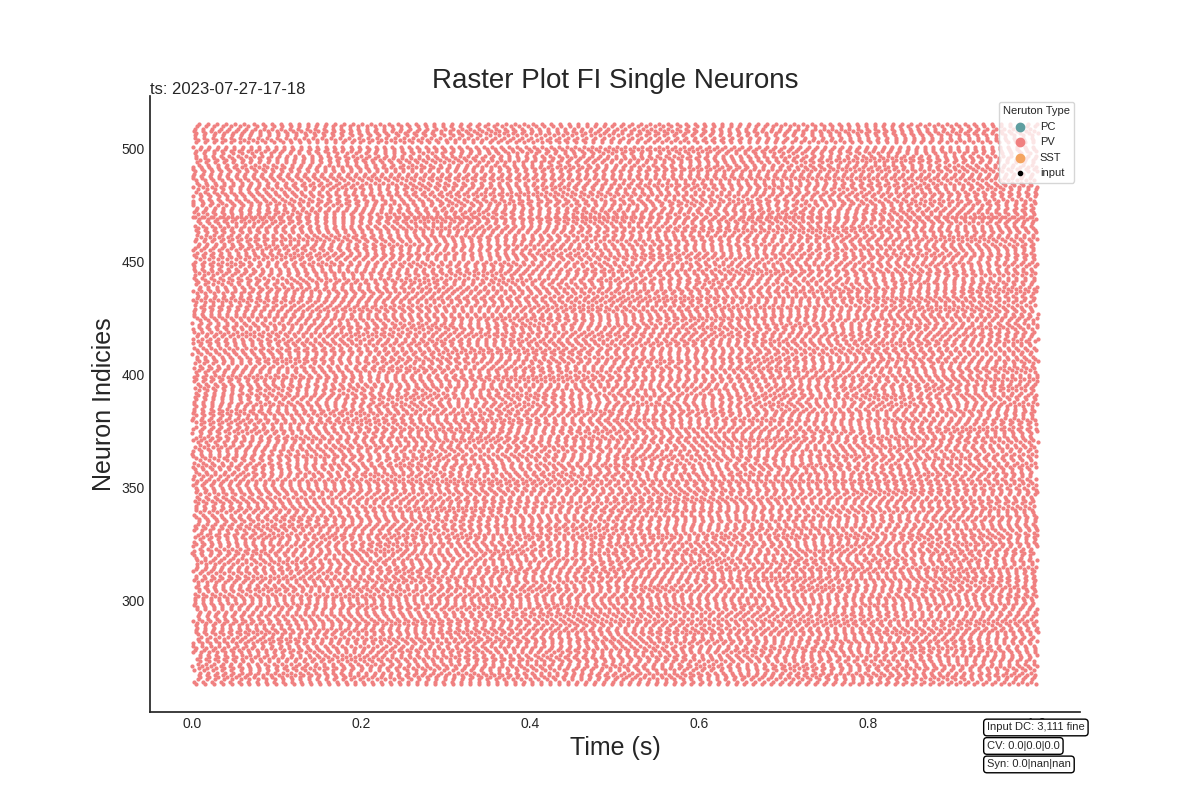 Raster Plot FI Single Neurons
ts: 2023-07-27-17-18
Neruton Type
PC
PV
SST
input
500
450
400
350
300
Neuron Indicies
0.0 0.2 0.4 0.6 0.8
Time (s)
Input DC: 3,111 fine
CV: 0.0|0.0|0.0
Syn: 0.0|nan|nan